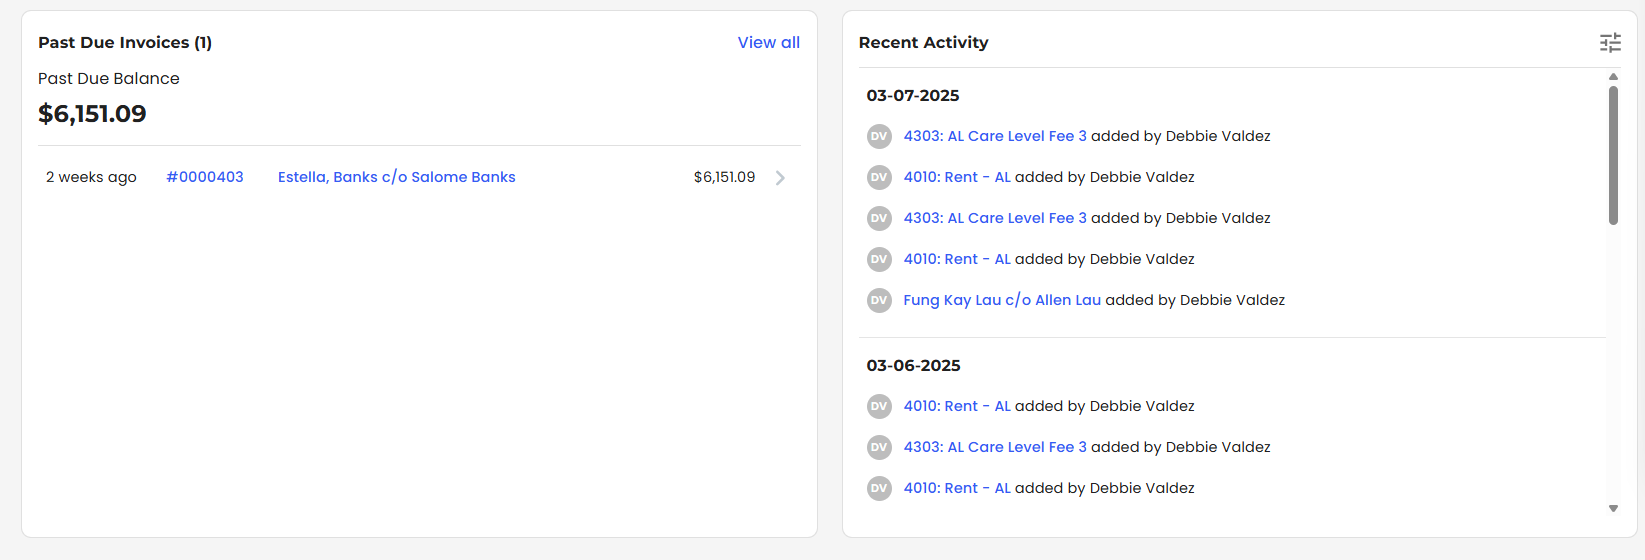 Past Due Invoices (1) View all
Past Due Balance
$6,151.09
2 weeks ago #0000403 Estella, Banks c/o Salome Banks $6,151.09
Recent Activity
03-07-2025
DV 4303: AL Care Level Fee 3 added by Debbie Valdez
DV 4010: Rent - AL added by Debbie Valdez
DV 4303: AL Care Level Fee 3 added by Debbie Valdez
DV 4010: Rent - AL added by Debbie Valdez
DV Fung Kay Lau c/o Allen Lau added by Debbie Valdez
03-06-2025
DV 4010: Rent - AL added by Debbie Valdez
DV 4303: AL Care Level Fee 3 added by Debbie Valdez
DV 4010: Rent - AL added by Debbie Valdez